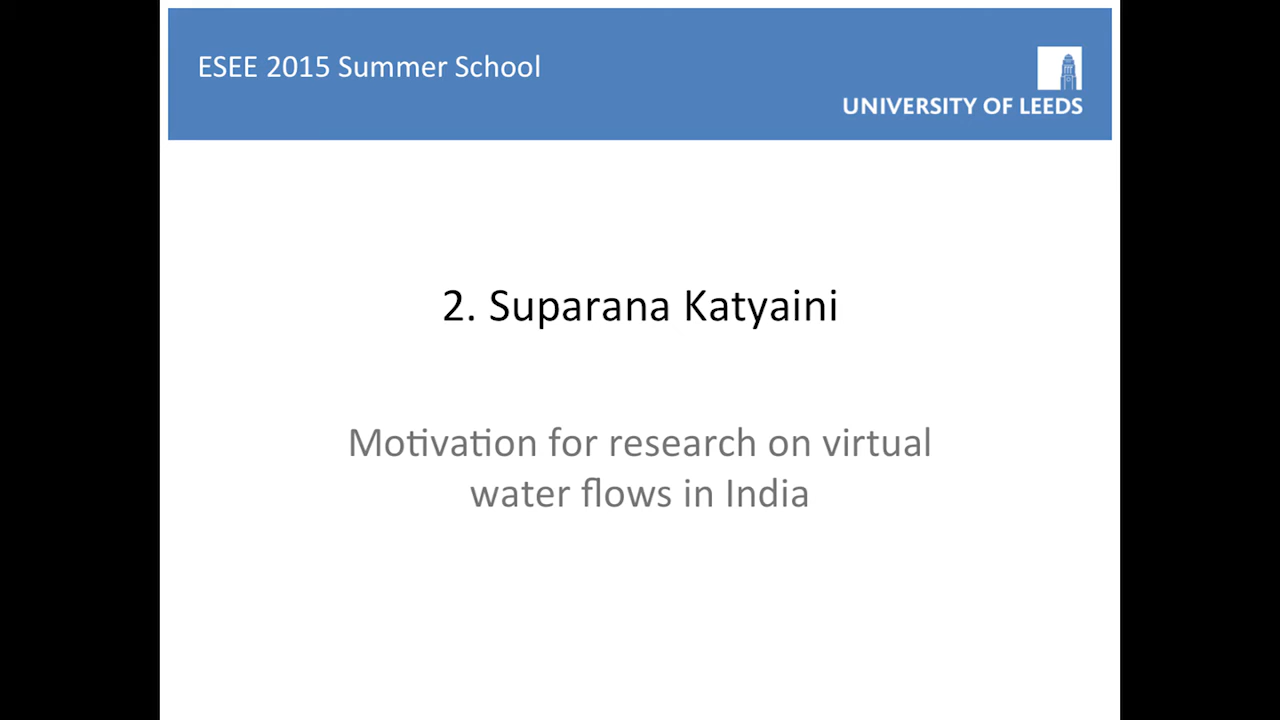 ESEE 2015 Summer School
UNIVERSITY OF LEEDS
2. Suparana Katyaini
Motivation for research on virtual
water flows in India